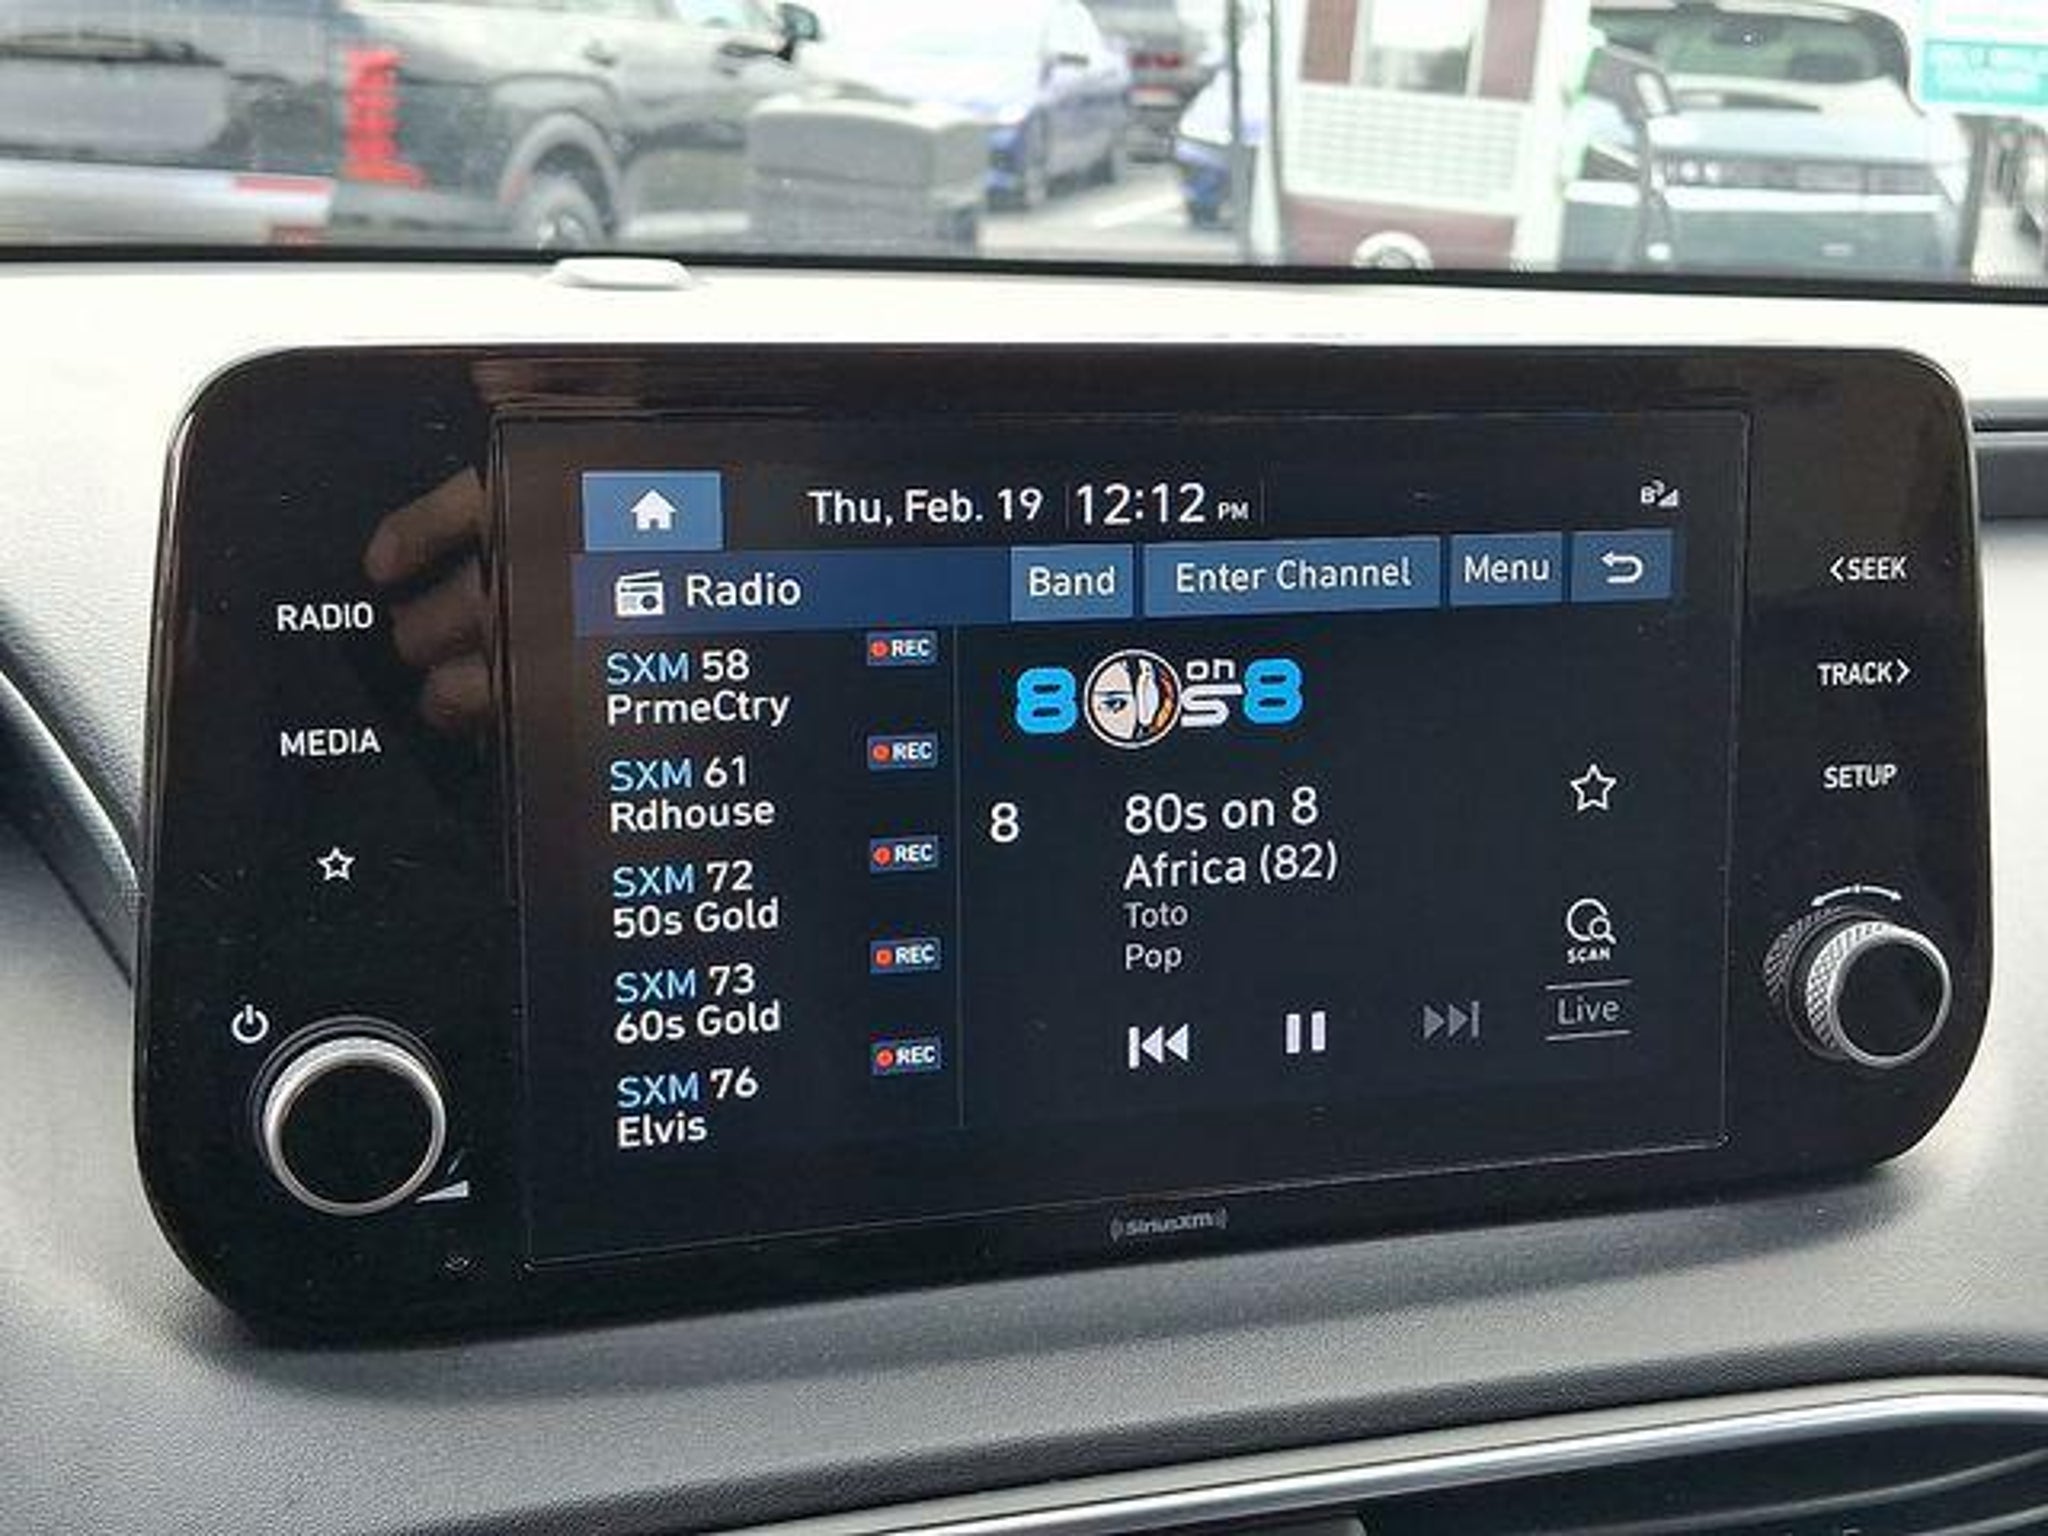 Thu, Feb. 19 12:12 PM
Radio
Band
Enter Channel
Menu
RADIO
MEDIA
SXM 58
REC
PrmeCtry
SXM 61
REC
Rdhouse
SXM 72
REC
50s Gold
SXM 73
REC
60s Gold
SXM 76
REC
Elvis
80s on 8
8
80s on 8
Africa (82)
Toto
Pop
SCAN
Live
<SEEK
TRACK>
SETUP
SiriusXM